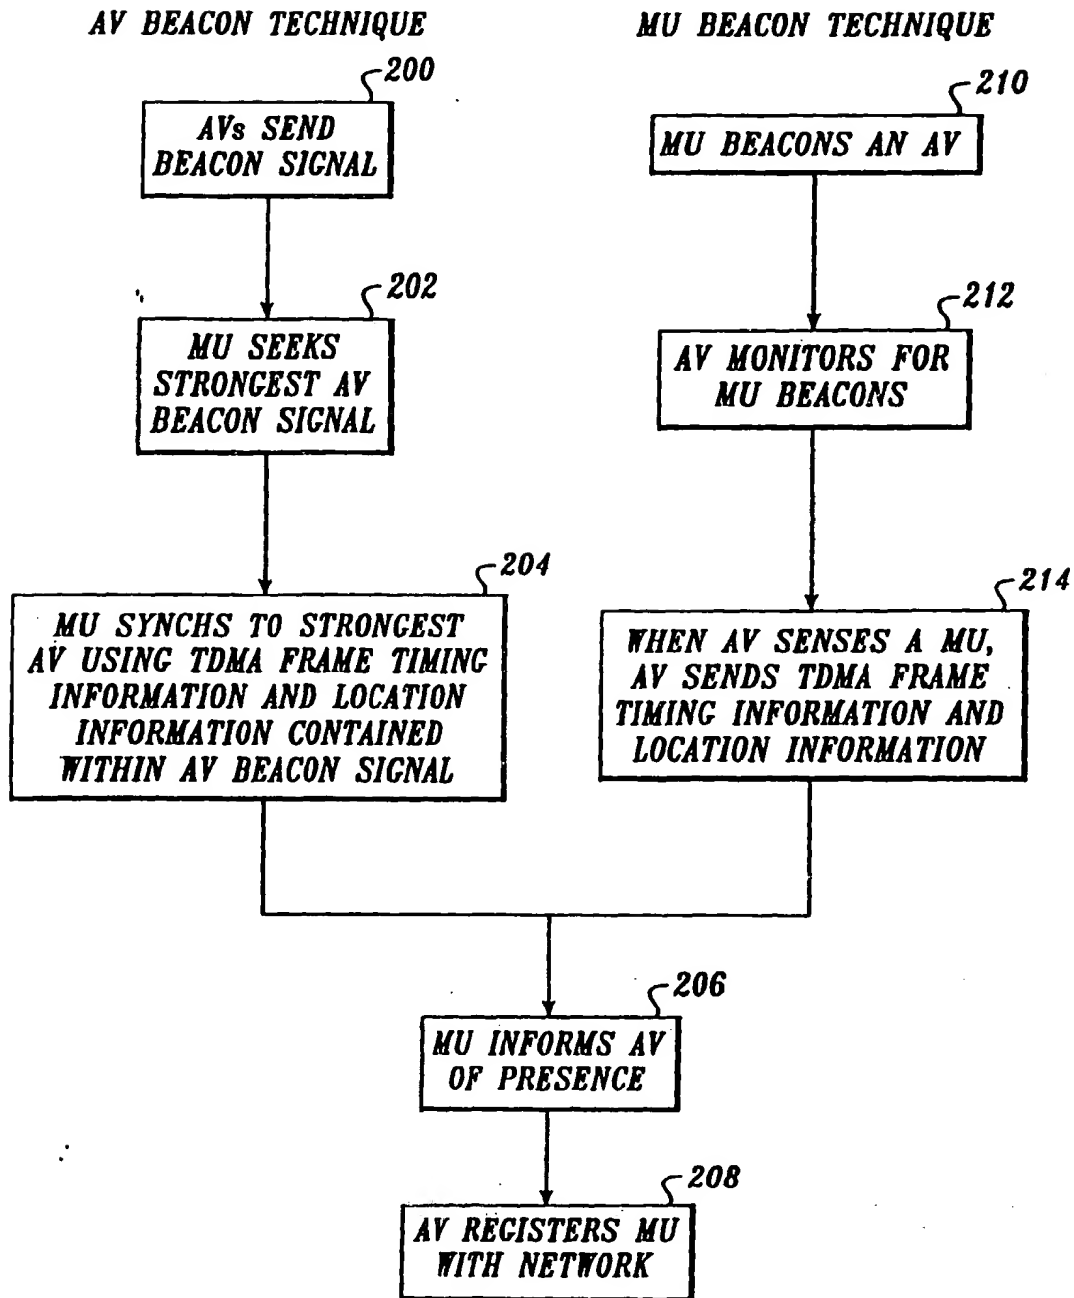 AV BEACON TECHNIQUE
200
AVs SEND
BEACON SIGNAL
202
MU SEEKS
STRONGEST AV
BEACON SIGNAL
204
MU SYNCHS TO STRONGEST
AV USING TDMA FRAME TIMING
INFORMATION AND LOCATION
INFORMATION CONTAINED
WITHIN AV BEACON SIGNAL
MU BEACON TECHNIQUE
210
MU BEACONS AN AV
212
AV MONITORS FOR
MU BEACONS
214
WHEN AV SENSES A MU,
AV SENDS TDMA FRAME
TIMING INFORMATION AND
LOCATION INFORMATION
206
MU INFORMS AV
OF PRESENCE
208
AV REGISTERS MU
WITH NETWORK